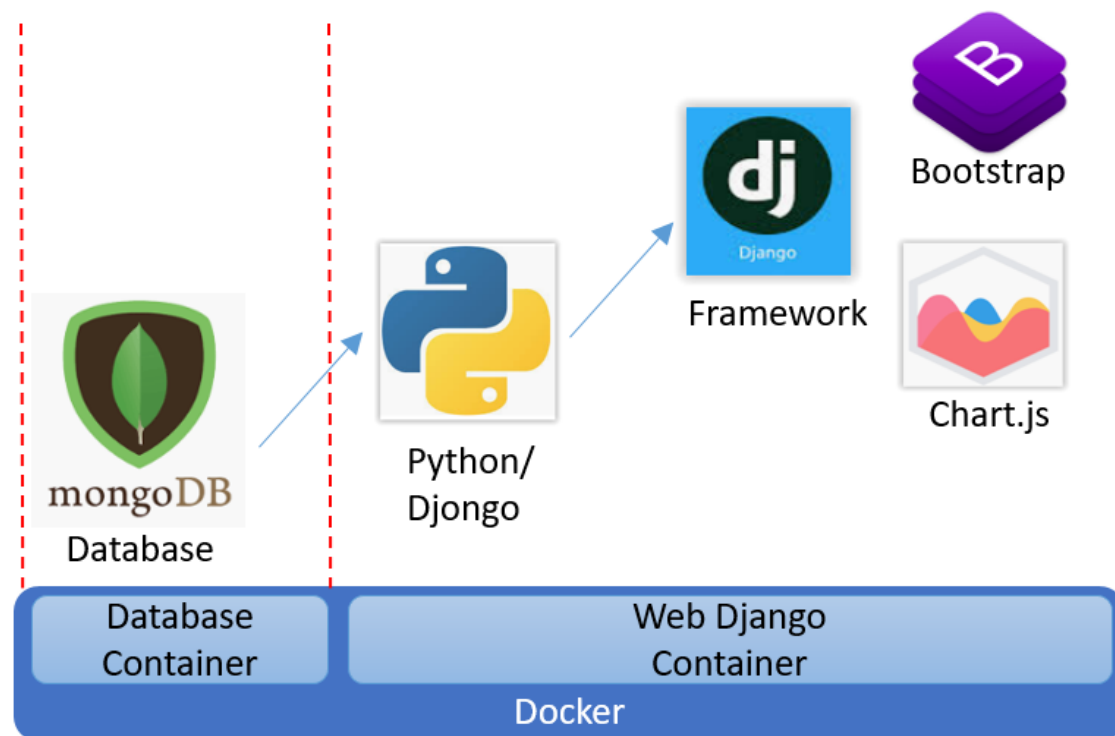 B
Bootstrap
dj
Django
Framework
Chart.js
Python/
Djongo
mongoDB
Database
Database
Container
Web Django
Container
Docker